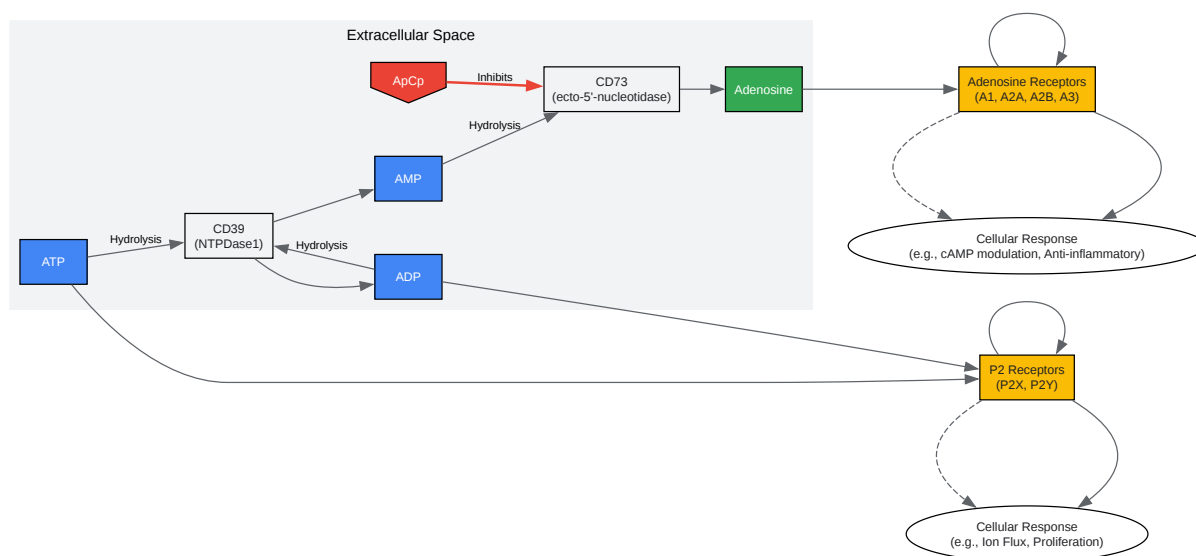 Extracellular Space
ApCp
Inhibits
CD73
(ecto-5'-nucleotidase)
Adenosine
Adenosine Receptors
(A1, A2A, A2B, A3)
Hydrolysis
AMP
CD39
(NTPDase1)
Hydrolysis
Hydrolysis
ATP
ADP
Cellular Response
(e.g., cAMP modulation, Anti-inflammatory)
P2 Receptors
(P2X, P2Y)
Cellular Response
(e.g., Ion Flux, Proliferation)